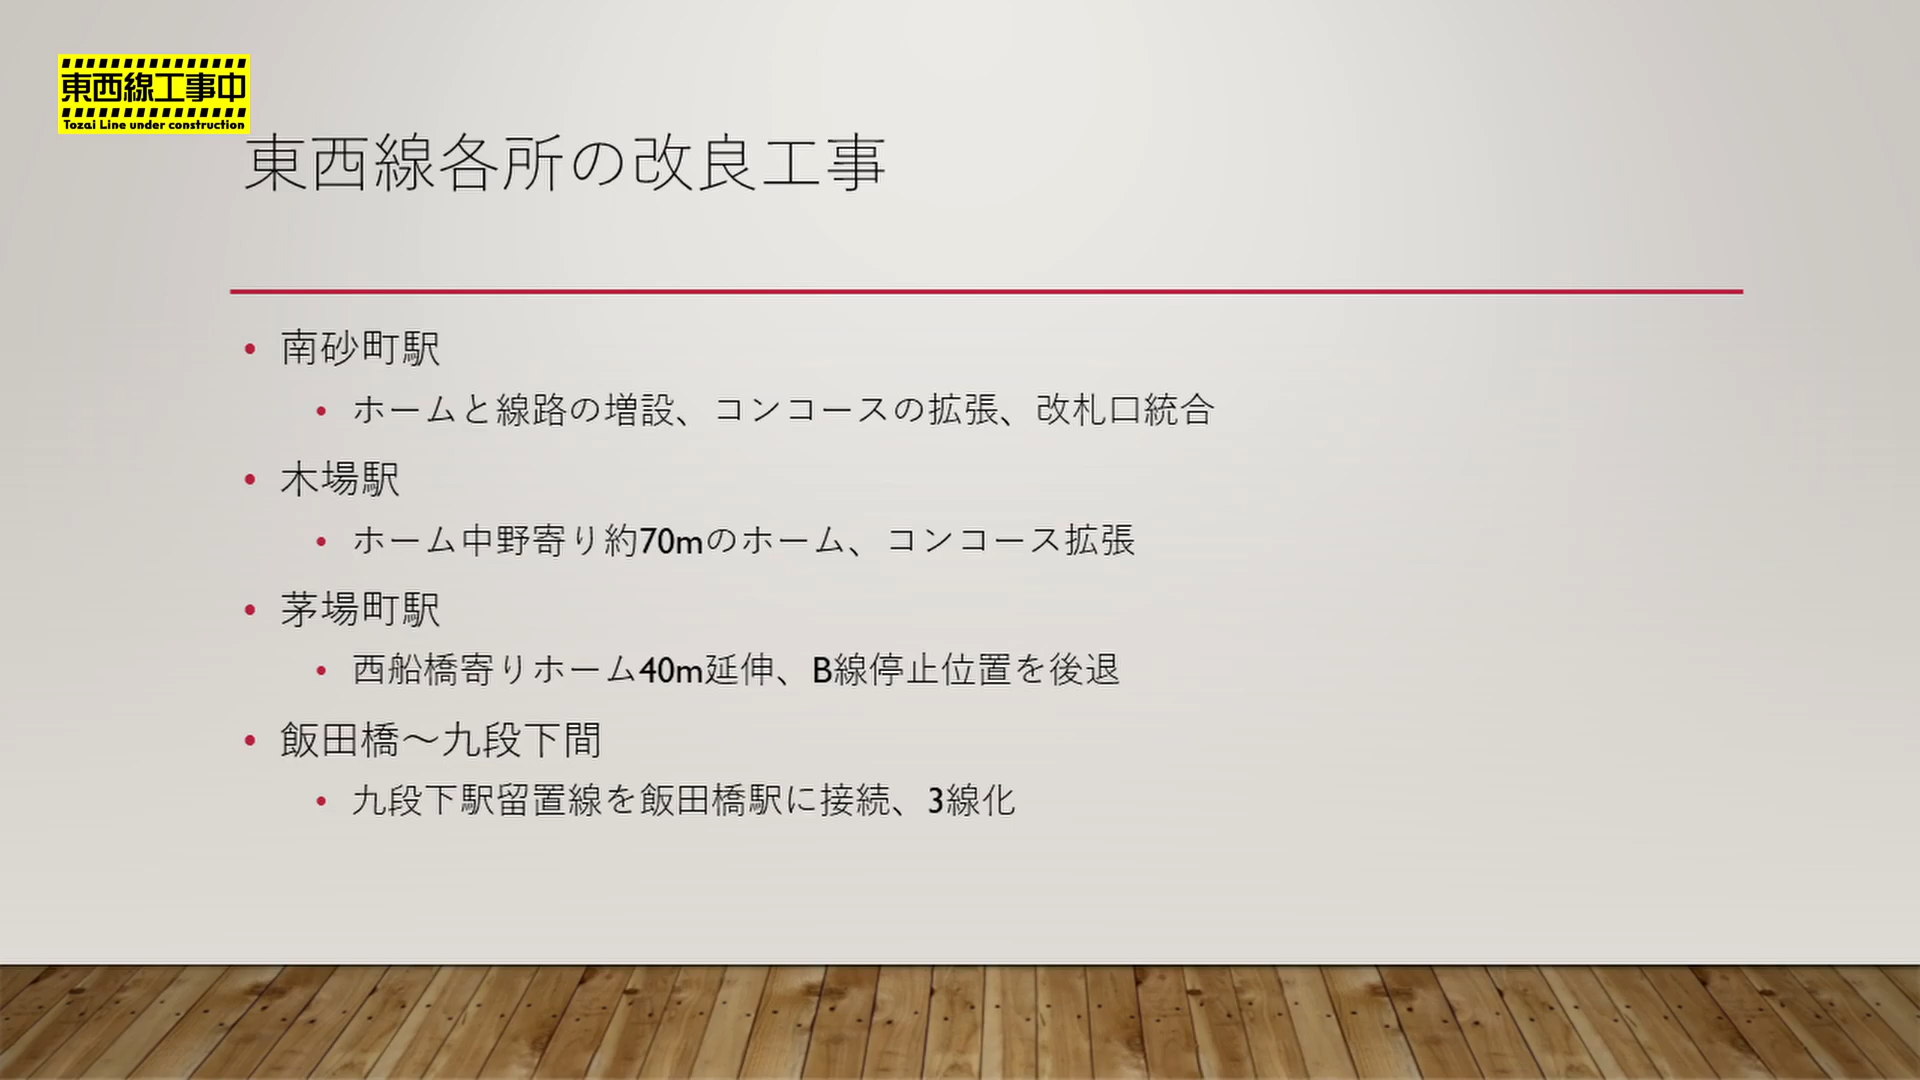 東西線工事中
Tozai Line under construction
東西線各所の改良工事
• 南砂町駅
• ホームと線路の増設、コンコースの拡張、改札口統合
• 木場駅
• ホーム中野寄り約70mのホーム、コンコース拡張
• 茅場町駅
• 西船橋寄りホーム40m延伸、B線停止位置を後退
• 飯田橋～九段下間
• 九段下駅留置線を飯田橋駅に接続、3線化